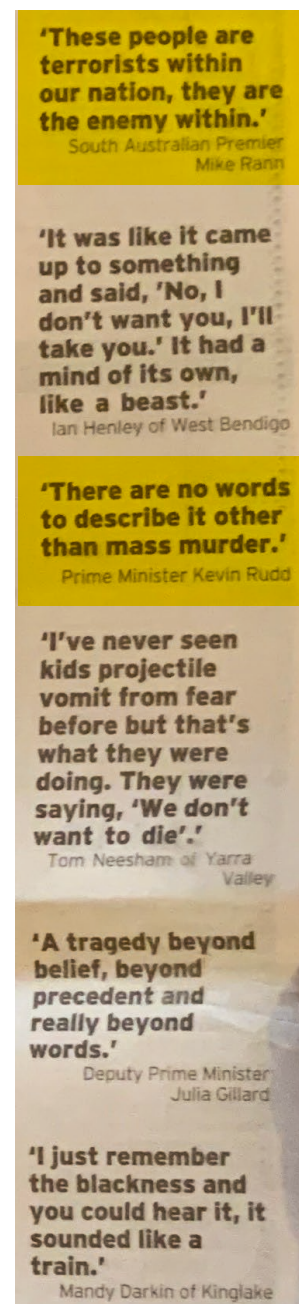 ‘These people are
terrorists within
our nation, they are
the enemy within.’
South Australian Premier
Mike Rann
‘It was like it came
up to something
and said, ’No, I
don’t want you, I’ll
take you.’ It had a
mind of its own,
like a beast.’
Ian Henley of West Bendigo
‘There are no words
to describe it other
than mass murder.’
Prime Minister Kevin Rudd
‘I’ve never seen
kids projectile
vomit from fear
before but that’s
what they were
doing. They were
saying, ‘We don’t
want to die’.’
Tom Neesham of Yarra
Valley
‘A tragedy beyond
belief, beyond
precedent and
really beyond
words.’
Deputy Prime Minister
Julia Gillard
‘I just remember
the blackness and
you could hear it, it
sounded like a
train.’
Mandy Darkin of Kinglake